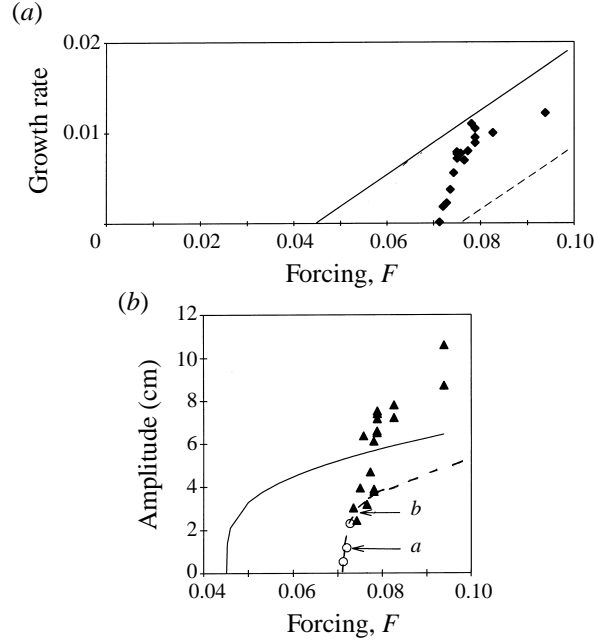 (a)
0.02
0.01
Growth rate
0 0.02 0.04 0.06 0.08 0.10
Forcing, F
(b)
12
10
8
6
4
2
0
Amplitude (cm)
b
a
0.04 0.06 0.08 0.10
Forcing, F